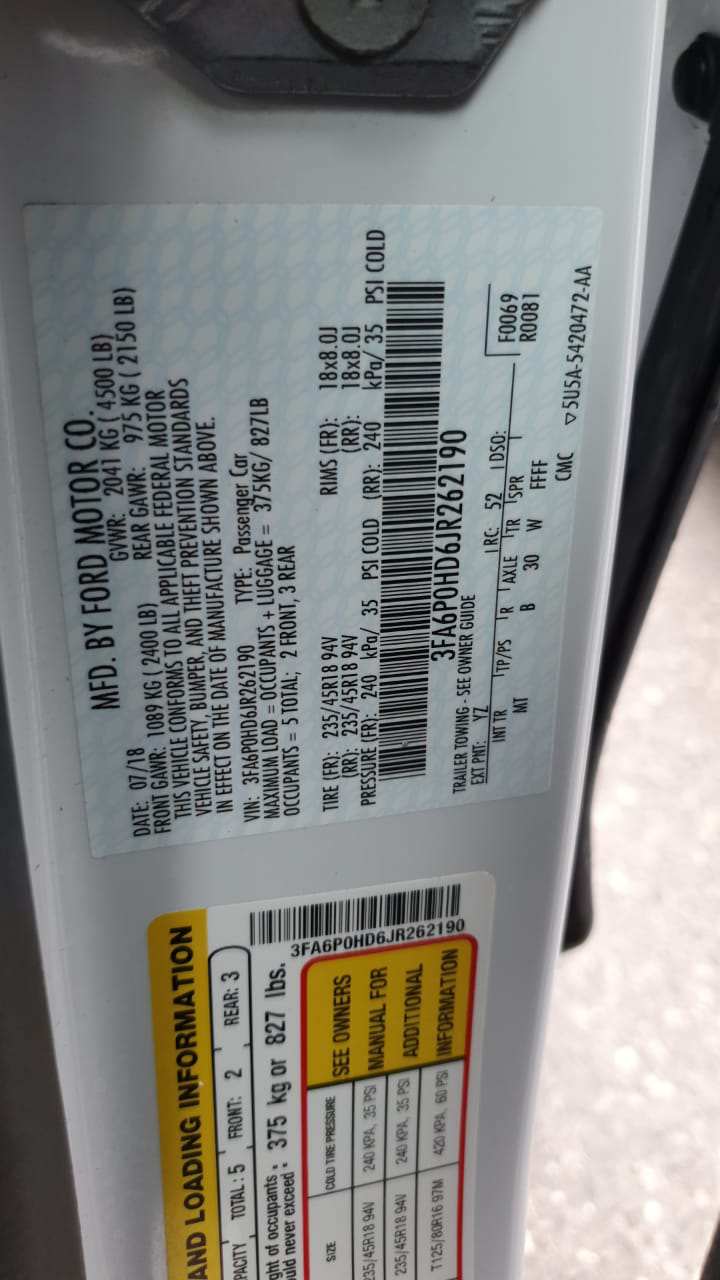 MFD. BY FORD MOTOR CO.
DATE: 07/18 GVWR: 2041 KG ( 4500 LB)
FRONT GAWR: 1089 KG ( 2400 LB) REAR GAWR: 975 KG ( 2150 LB)
THIS VEHICLE CONFORMS TO ALL APPLICABLE FEDERAL MOTOR
VEHICLE SAFETY, BUMPER, AND THEFT PREVENTION STANDARDS
IN EFFECT ON THE DATE OF MANUFACTURE SHOWN ABOVE.
VIN: 3FA6P0HD6JR262190 TYPE: Passenger Car
MAXIMUM LOAD = OCCUPANTS + LUGGAGE = 375KG/ 827LB
OCCUPANTS = 5 TOTAL; 2 FRONT, 3 REAR
TIRE (FR): 235/45R18 94V RIMS (FR): 18x8.0J
(RR): 235/45R18 94V (RR): 18x8.0J
PRESSURE (FR): 240 kPa/ 35 PSI COLD (RR): 240 kPa/ 35 PSI COLD
3FA6P0HD6JR262190
TRAILER TOWING - SEE OWNER GUIDE
EXT PNT: YZ RC: 52 DSO: F0069
INT TR TP/PS R AXLE TR SPR R0081
MT B 30 W FFFF
CMC ▽5U5A-5420472-AA
AND LOADING INFORMATION
PACITY TOTAL: 5 FRONT: 2 REAR: 3
ght of occupants
uld never exceed : 375 kg or 827 lbs.
3FA6P0HD6JR262190
SIZE COLD TIRE PRESSURE SEE OWNERS
235/45R18 94V 240 KPA, 35 PSI MANUAL FOR
235/45R18 94V 240 KPA, 35 PSI ADDITIONAL
T125/80R16 97M 420 KPA, 60 PSI INFORMATION